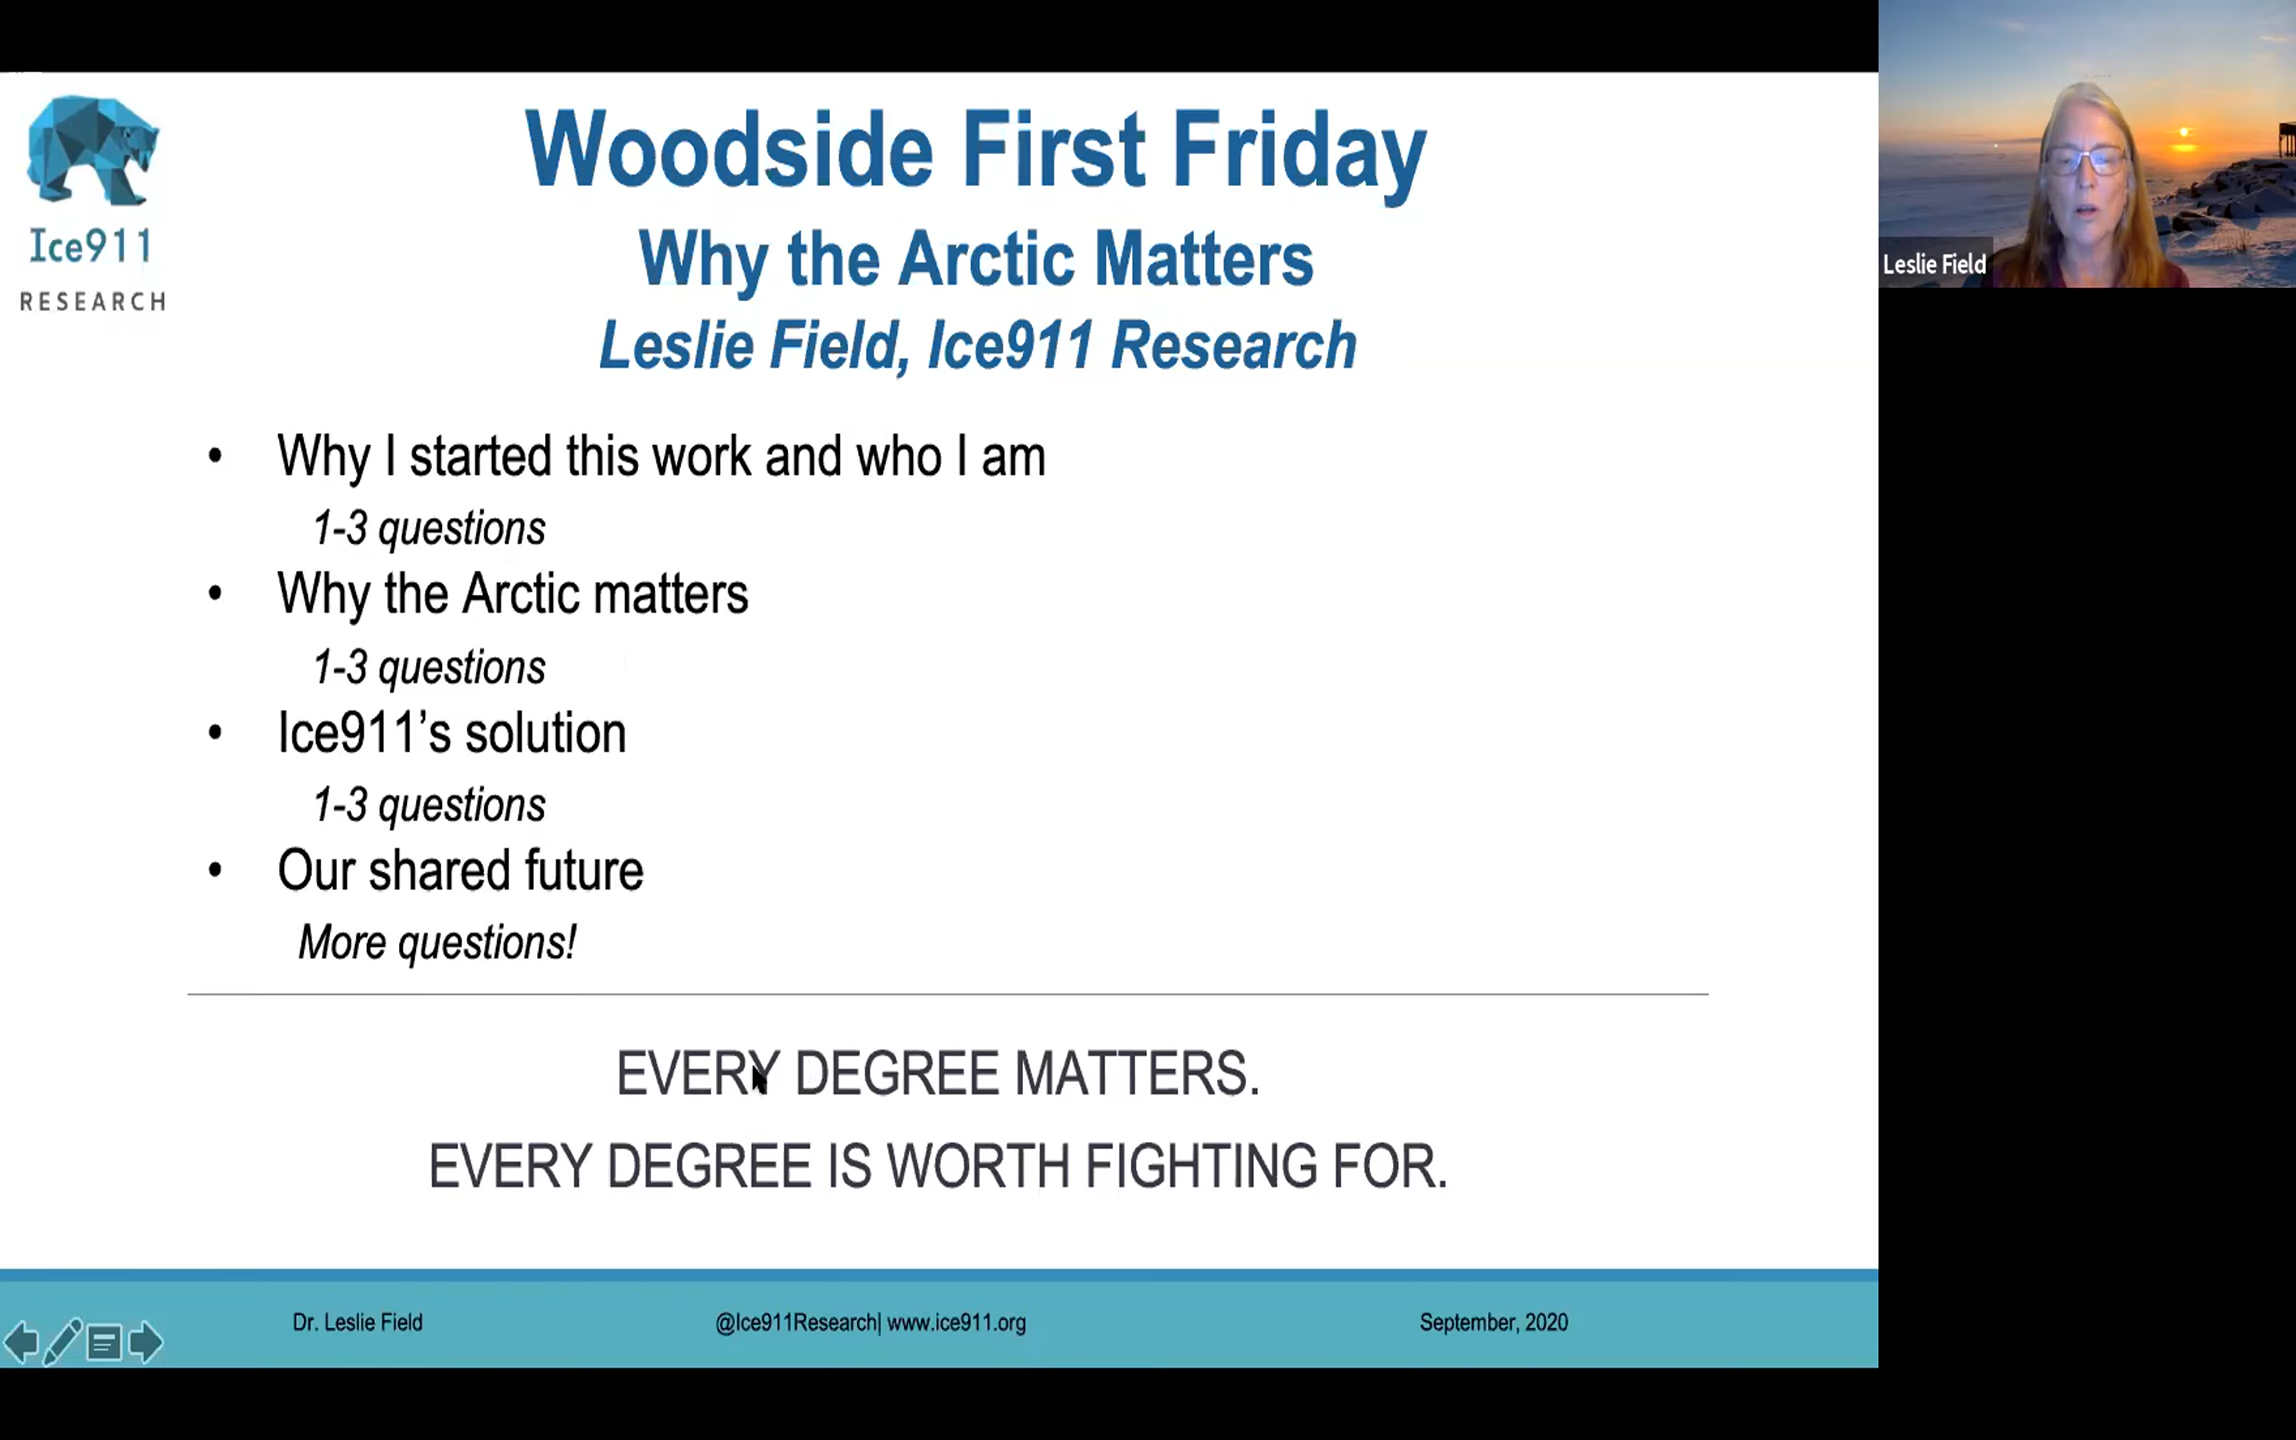 Ice911
RESEARCH
Woodside First Friday
Why the Arctic Matters
Leslie Field, Ice911 Research
• Why I started this work and who I am
1-3 questions
• Why the Arctic matters
1-3 questions
• Ice911’s solution
1-3 questions
• Our shared future
More questions!
EVERY DEGREE MATTERS.
EVERY DEGREE IS WORTH FIGHTING FOR.
Dr. Leslie Field
@Ice911Research| www.ice911.org
September, 2020
Leslie Field